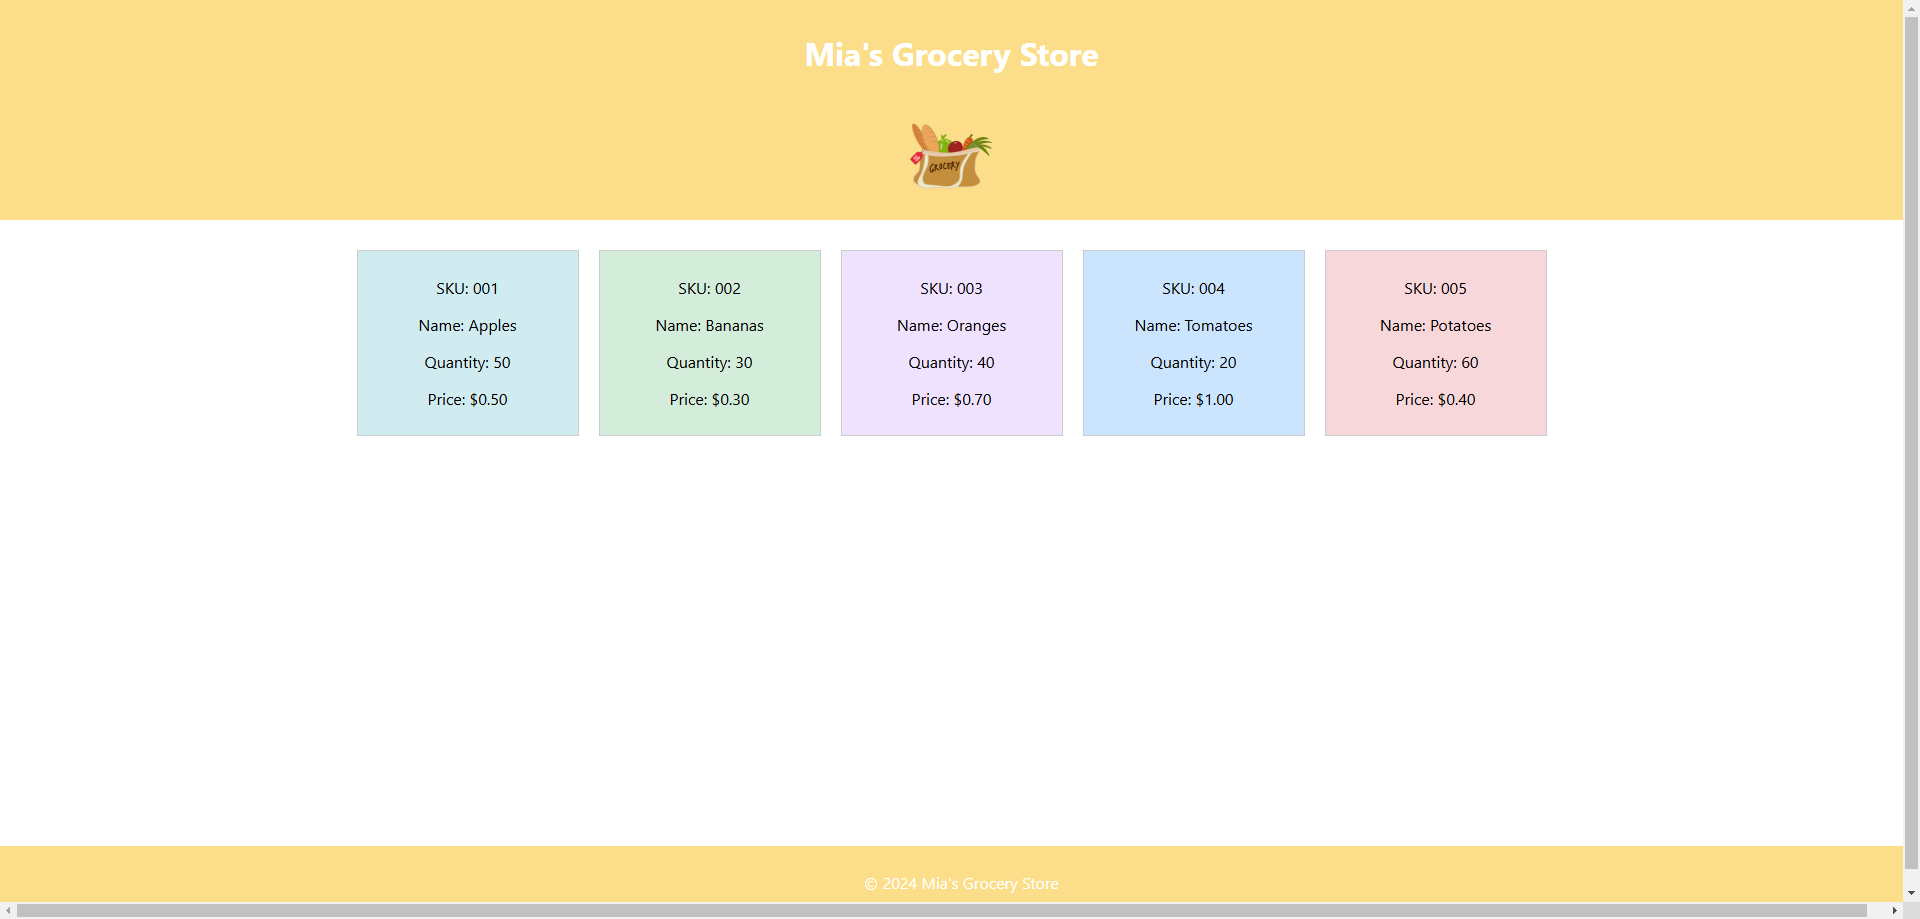 Mia's Grocery Store
GROCERY
SKU: 001
Name: Apples
Quantity: 50
Price: $0.50
SKU: 002
Name: Bananas
Quantity: 30
Price: $0.30
SKU: 003
Name: Oranges
Quantity: 40
Price: $0.70
SKU: 004
Name: Tomatoes
Quantity: 20
Price: $1.00
SKU: 005
Name: Potatoes
Quantity: 60
Price: $0.40
© 2024 Mia's Grocery Store